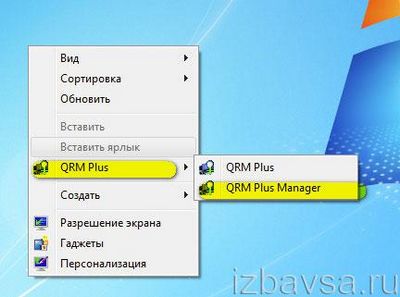 Вид
Сортировка
Обновить
Вставить
Вставить ярлык
QRM Plus
QRM Plus
QRM Plus Manager
Создать
Разрешение экрана
Гаджеты
Персонализация
izbavsa.ru